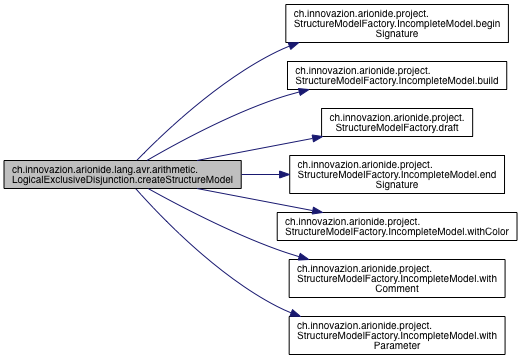 ch.innovazion.arionide.project.
StructureModelFactory.IncompleteModel.begin
Signature
ch.innovazion.arionide.project.
StructureModelFactory.IncompleteModel.build
ch.innovazion.arionide.project.
StructureModelFactory.draft
ch.innovazion.arionide.lang.avr.arithmetic.
LogicalExclusiveDisjunction.createStructureModel
ch.innovazion.arionide.project.
StructureModelFactory.IncompleteModel.end
Signature
ch.innovazion.arionide.project.
StructureModelFactory.IncompleteModel.withColor
ch.innovazion.arionide.project.
StructureModelFactory.IncompleteModel.with
Comment
ch.innovazion.arionide.project.
StructureModelFactory.IncompleteModel.with
Parameter